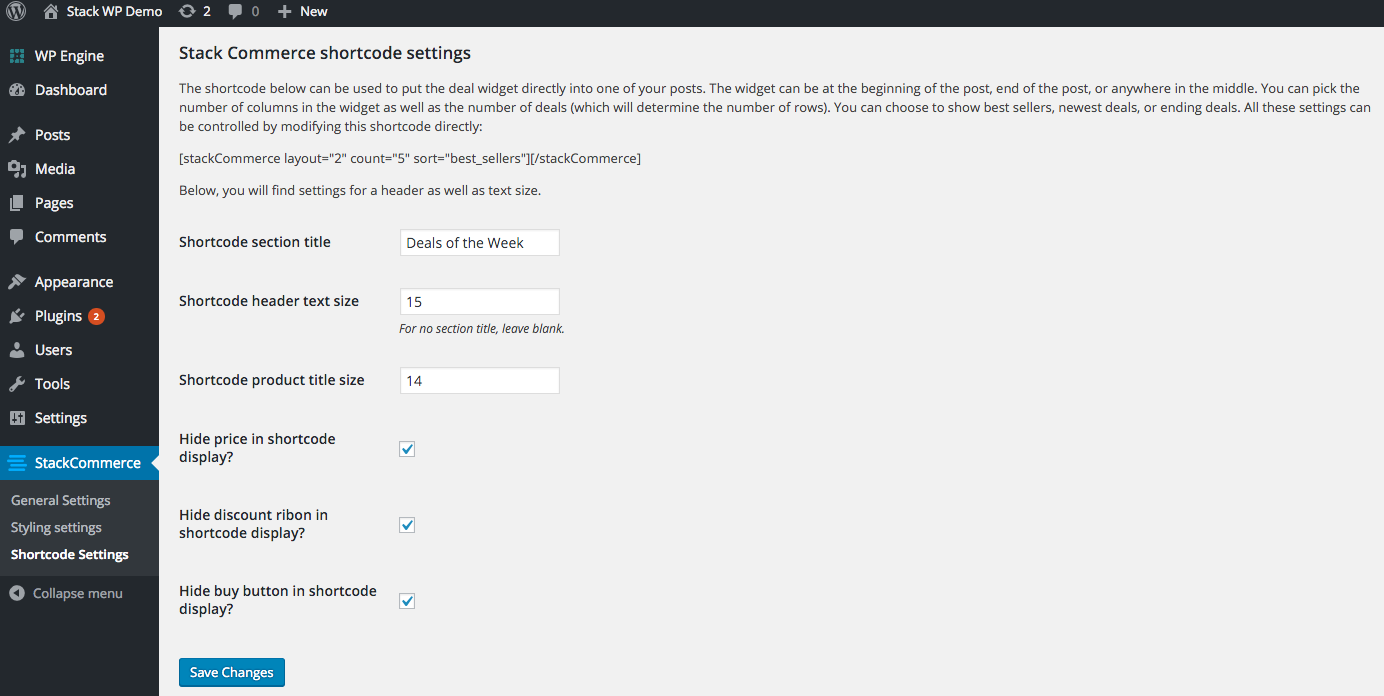 Stack WP Demo 2 0 New
WP Engine
Dashboard
Posts
Media
Pages
Comments
Appearance
Plugins 2
Users
Tools
Settings
StackCommerce
General Settings
Styling settings
Shortcode Settings
Collapse menu
Stack Commerce shortcode settings
The shortcode below can be used to put the deal widget directly into one of your posts. The widget can be at the beginning of the post, end of the post, or anywhere in the middle. You can pick the
number of columns in the widget as well as the number of deals (which will determine the number of rows). You can choose to show best sellers, newest deals, or ending deals. All these settings can
be controlled by modifying this shortcode directly:
[stackCommerce layout="2" count="5" sort="best_sellers"][/stackCommerce]
Below, you will find settings for a header as well as text size.
Shortcode section title Deals of the Week
Shortcode header text size 15
For no section title, leave blank.
Shortcode product title size 14
Hide price in shortcode
display?
Hide discount ribon in
shortcode display?
Hide buy button in shortcode
display?
Save Changes